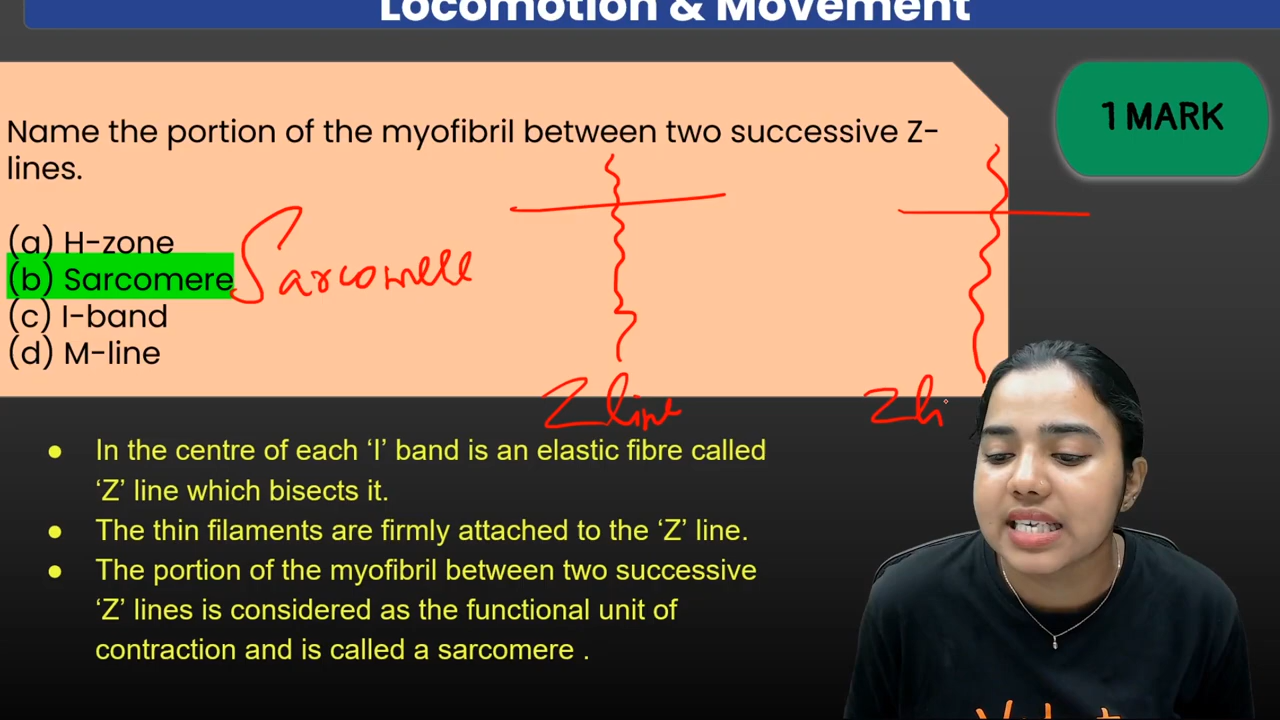 Locomotion & Movement
1 MARK
Name the portion of the myofibril between two successive Z-
lines.
(a) H-zone
(b) Sarcomere
Sarcomere
(c) I-band
(d) M-line
Z line
Z li
● In the centre of each ‘I’ band is an elastic fibre called
‘Z’ line which bisects it.
● The thin filaments are firmly attached to the ‘Z’ line.
● The portion of the myofibril between two successive
‘Z’ lines is considered as the functional unit of
contraction and is called a sarcomere .